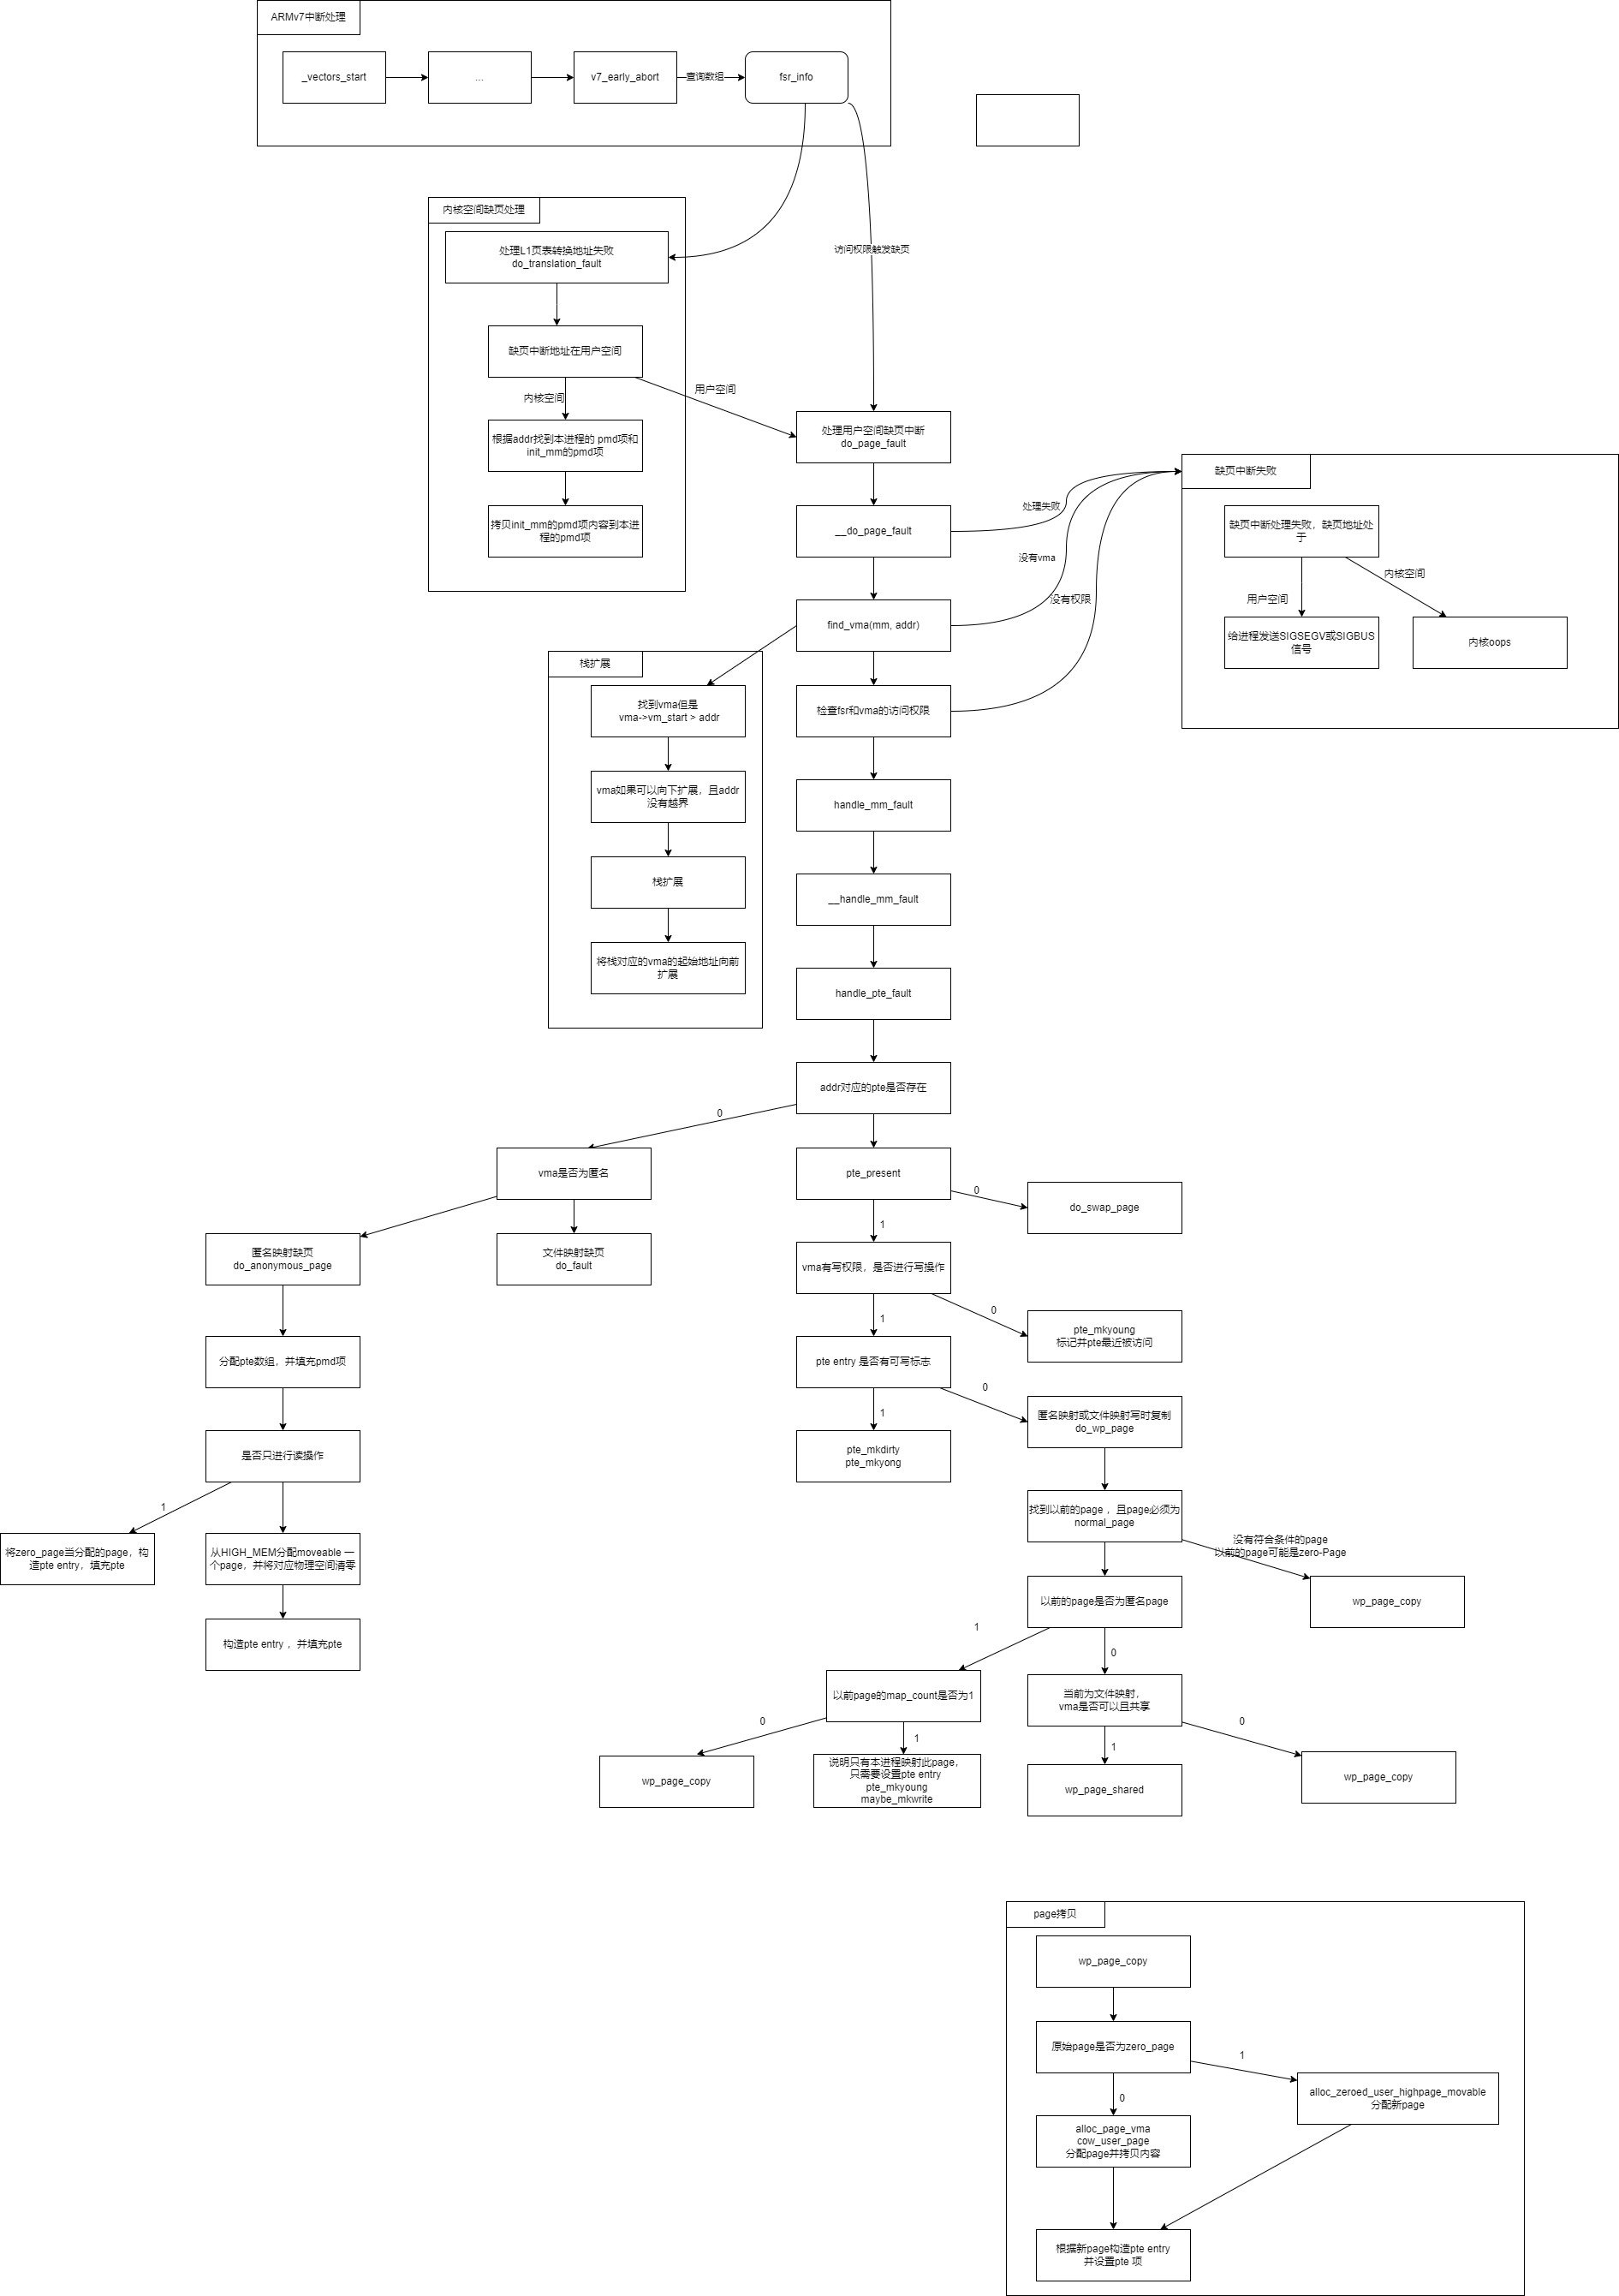 ARMv7中断处理
_vectors_start
...
v7_early_abort
查询数组
fsr_info
内核空间缺页处理
处理L1页表转换地址失败
do_translation_fault
访问权限触发缺页
缺页中断地址在用户空间
内核空间
用户空间
根据addr找到本进程的 pmd项和
init_mm的pmd项
处理用户空间缺页中断
do_page_fault
拷贝init_mm的pmd项内容到本进
程的pmd项
__do_page_fault
处理失败
没有vma
没有权限
缺页中断失败
缺页中断处理失败，缺页地址处
于
内核空间
用户空间
给进程发送SIGSEGV或SIGBUS
信号
内核oops
find_vma(mm, addr)
栈扩展
找到vma但是
vma->vm_start > addr
vma如果可以向下扩展，且addr
没有越界
栈扩展
将栈对应的vma的起始地址向前
扩展
检查fsr和vma的访问权限
handle_mm_fault
__handle_mm_fault
handle_pte_fault
addr对应的pte是否存在
0
vma是否为匿名
pte_present
0
do_swap_page
1
匿名映射缺页
do_anonymous_page
文件映射缺页
do_fault
vma有写权限，是否进行写操作
0
pte_mkyoung
标记并pte最近被访问
1
分配pte数组，并填充pmd项
pte entry 是否有可写标志
0
1
匿名映射或文件映射写时复制
do_wp_page
是否只进行读操作
pte_mkdirty
pte_mkyong
1
将zero_page当分配的page，构
造pte entry，填充pte
从HIGH_MEM分配moveable 一
个page，并将对应物理空间清零
构造pte entry ，并填充pte
找到以前的page ，且page必须为
normal_page
没有符合条件的page
以前的page可能是zero-Page
wp_page_copy
以前的page是否为匿名page
1
0
以前page的map_count是否为1
当前为文件映射，
vma是否可以且共享
0
1
1
0
wp_page_copy
说明只有本进程映射此page，
只需要设置pte entry
pte_mkyoung
maybe_mkwrite
wp_page_shared
wp_page_copy
page拷贝
wp_page_copy
原始page是否为zero_page
1
0
alloc_zeroed_user_highpage_movable
分配新page
alloc_page_vma
cow_user_page
分配page并拷贝内容
根据新page构造pte entry
并设置pte 项